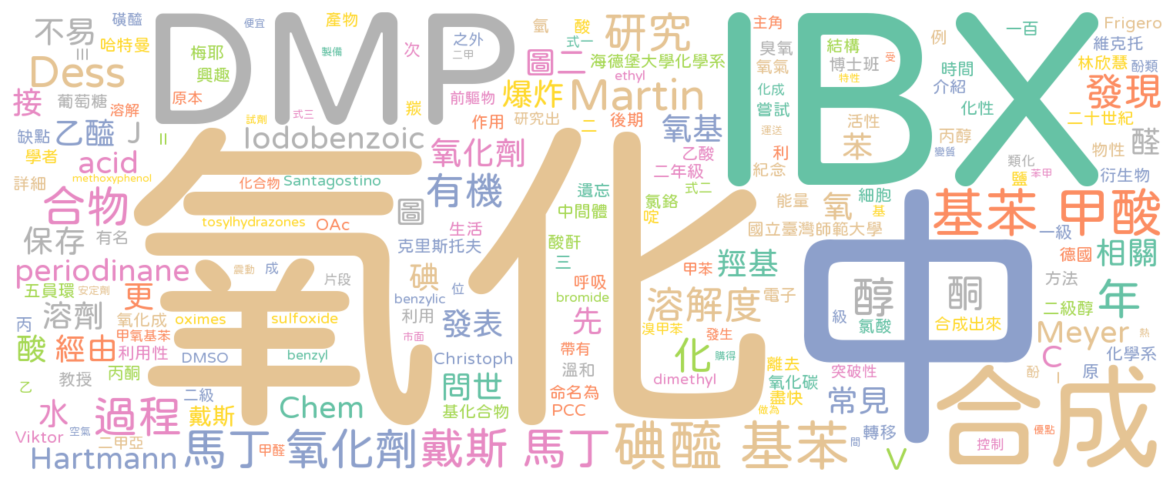 不易 DMP IBX 研究 Martin
磺醯 便宜 產物 氫 酸 式一 主角 一百 Frigero
哈特曼 梅耶 興趣 製備 之外 二甲 圖二 海德堡大學化學系 臭氧 氧氣 結構 博士班 受 特性 例 維克托 林欣慧 酚類
III Dess 葡萄糖 原本 次 羰 前驅物 爆炸 ethyl 化成 嘗試 時間 介紹 發現
接 溶解 試劑 式三 作用 研究出 二 後期 運送 活性 化性 二十世紀
缺點 乙醯 J II Iodobenzoic 氧基 利 苯 丙醇 變質 物性 醛
學者 acid 氧化劑 乙酸 紀念 類化 苯甲 衍生物
詳細 methoxyphenol 化合物 Santagostino 有機 遺忘 二年級 氯鉻 式二 能量 氧 細胞 基 鹽
合物 tosylhydrazones OAc 圖 中間體 啶 國立臺灣師範大學 基苯 甲酸
保存 有名 生活 克里斯托夫 酸酐 氧化 中 一級 相關
periodinane 震動 成 片段 碘 三 呼吸 甲苯 羥基 德國 方法
五員環 安定劑 更 benzylic 位 bromide 溶解度 電子 醇 酮 年
丙 溶劑 氧化成 oximes sulfoxide 利用 發表 先 溴甲苯 發生 級 氯酸 合成出來 二級醇 Meyer
酸 經由 甲氧基苯 利用性 市面 帶有 化 購得 熱
DMSO benzyl Christoph 溫和 dimethyl 離去 突破性 C 化學系
乙 教授 丙酮 二級 問世 命名為 氧化碳 盡快 常見 酚 I 原
水 過程 戴斯 Chem 基化合物 PCC 做為 合成
Viktor 空氣 二甲亞 甲醛 碘醯 基苯 間 轉移 控制 優點
Hartmann 馬丁 氧化劑 戴斯 馬丁 V